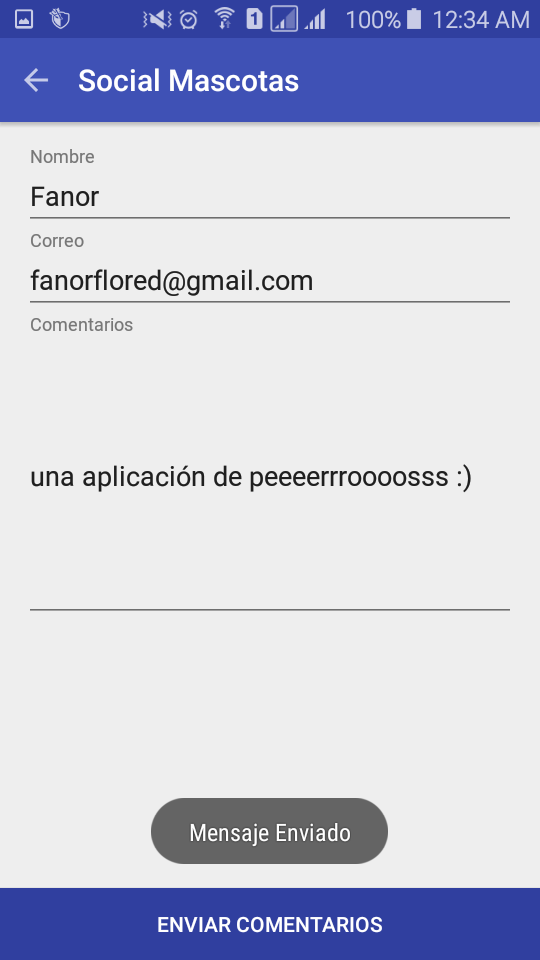 1 100% 12:34 AM
Social Mascotas
Nombre
Fanor
Correo
fanorflored@gmail.com
Comentarios
una aplicación de peeeerrroooosss :)
Mensaje Enviado
ENVIAR COMENTARIOS